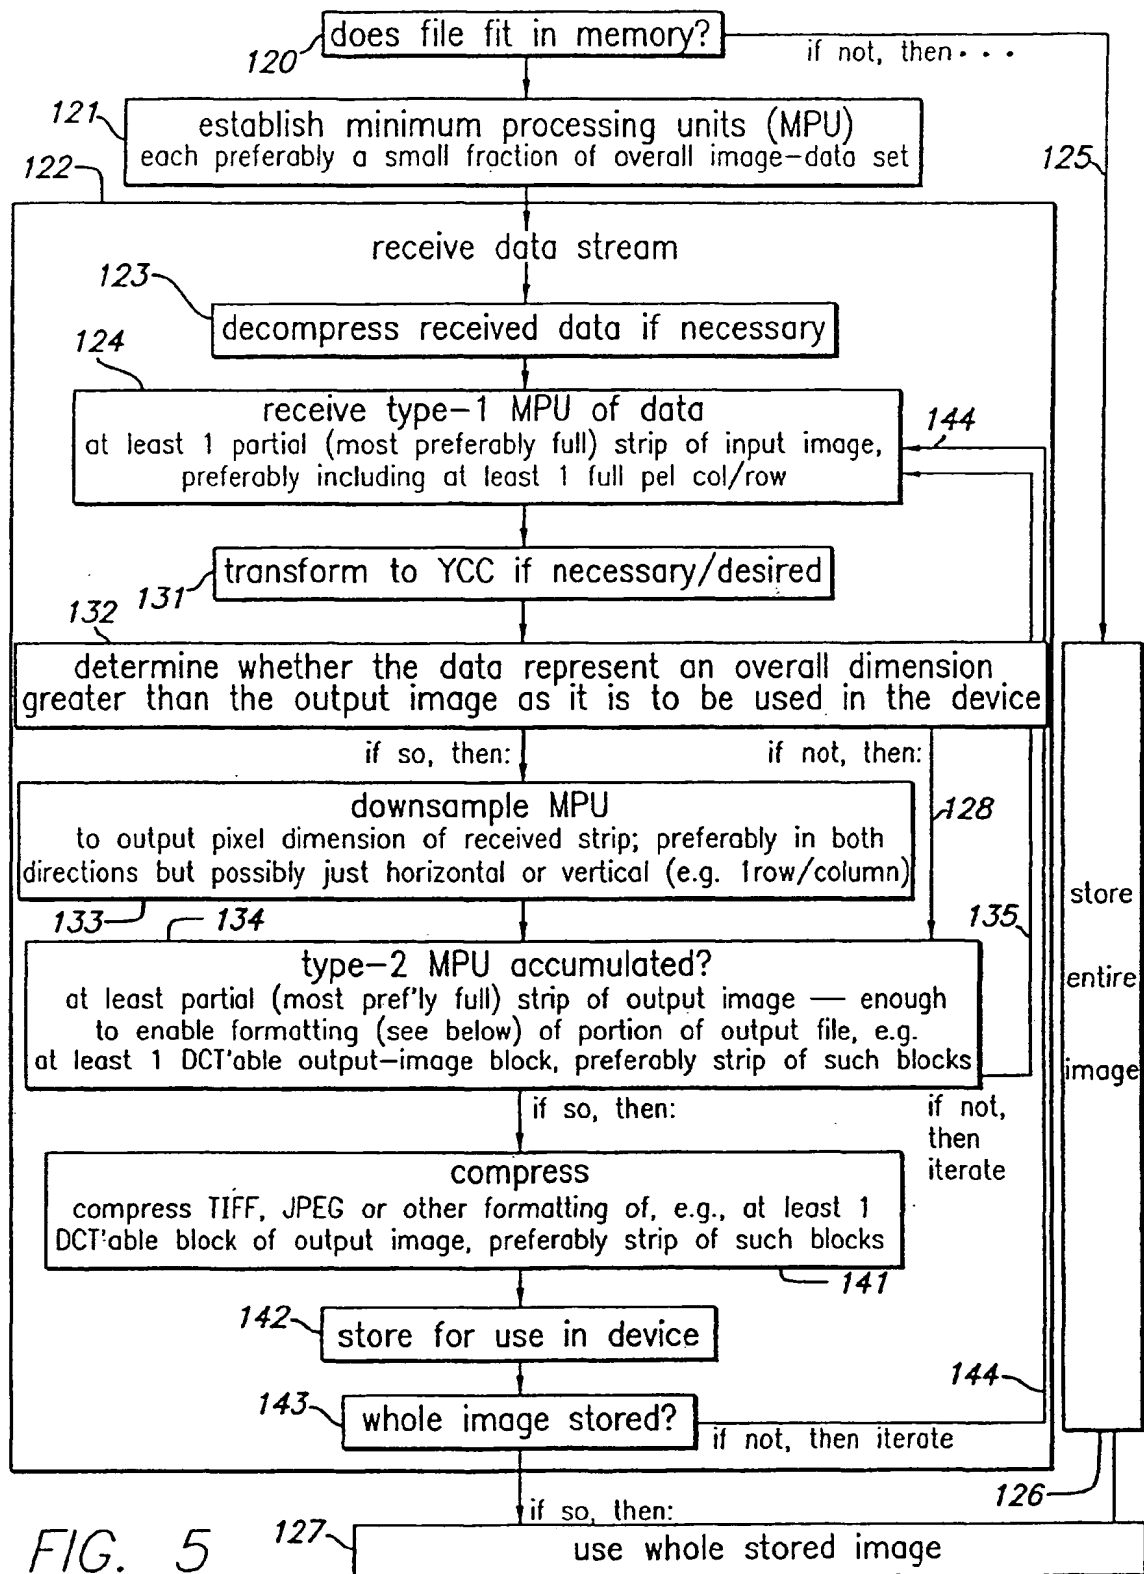 does file fit in memory?
120
if not, then · · ·
121
establish minimum processing units (MPU)
each preferably a small fraction of overall image-data set
122
125
receive data stream
123
decompress received data if necessary
124
receive type-1 MPU of data
at least 1 partial (most preferably full) strip of input image,
preferably including at least 1 full pel col/row
144
transform to YCC if necessary/desired
131
132
determine whether the data represent an overall dimension
greater than the output image as it is to be used in the device
if so, then:
if not, then:
downsample MPU
to output pixel dimension of received strip; preferably in both
directions but possibly just horizontal or vertical (e.g. 1row/column)
128
133
134
135
store
entire
image
type-2 MPU accumulated?
at least partial (most pref'ly full) strip of output image — enough
to enable formatting (see below) of portion of output file, e.g.
at least 1 DCT'able output-image block, preferably strip of such blocks
if so, then:
if not,
then
iterate
compress
compress TIFF, JPEG or other formatting of, e.g., at least 1
DCT'able block of output image, preferably strip of such blocks
141
142
store for use in device
143
whole image stored?
144
if not, then iterate
126
if so, then:
127
use whole stored image
FIG. 5